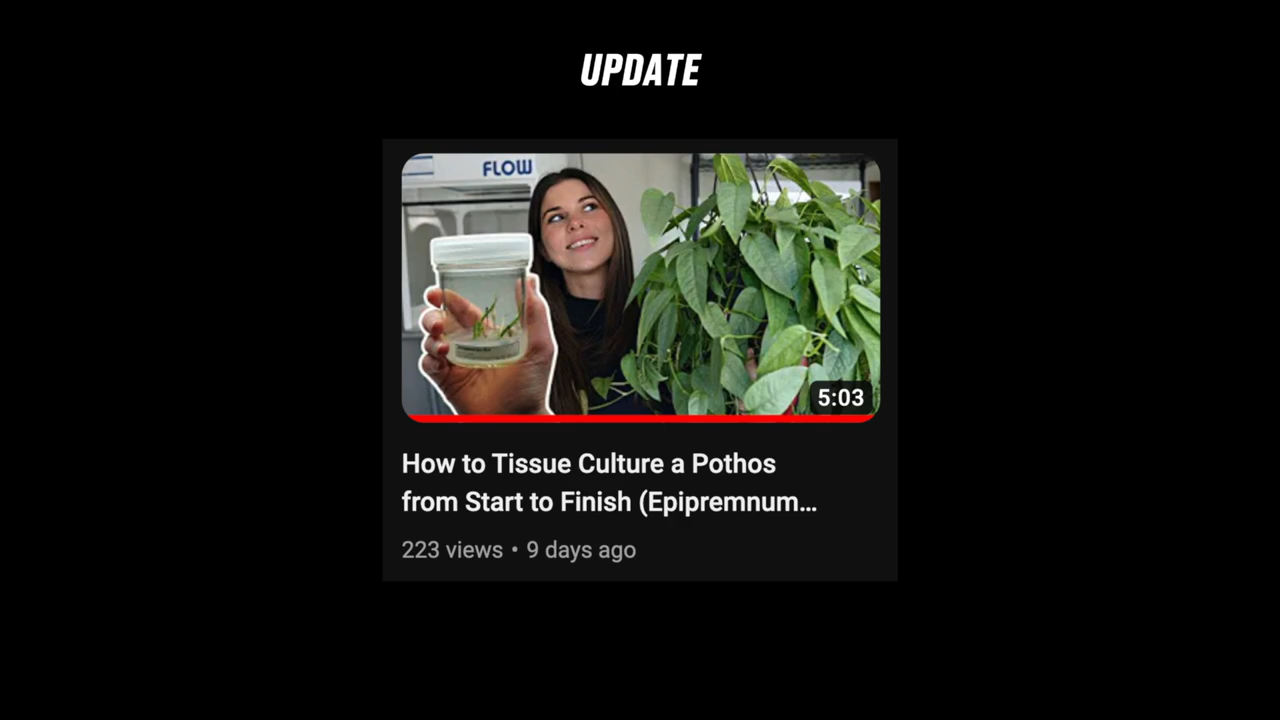 UPDATE
FLOW
5:03
How to Tissue Culture a Pothos
from Start to Finish (Epipremnum...
223 views • 9 days ago